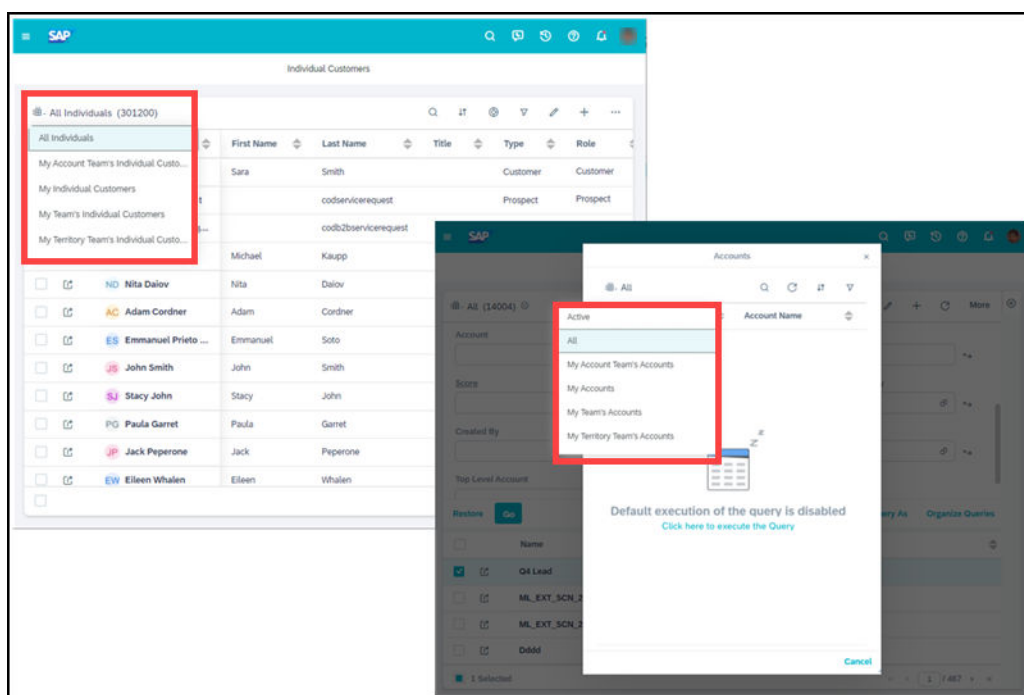 SAP
Individual Customers
All Individuals (301200)
All Individuals
My Account Team's Individual Custo...
My Individual Customers
My Team's Individual Customers
My Territory Team's Individual Custo...
First Name Last Name Title Type Role
Sara Smith Customer Customer
codservicerequest Prospect Prospect
codb2bservicerequest
Michael Kaupp
ND Nita Daiov Nita Daiov
AC Adam Cordner Adam Cordner
ES Emmanuel Prieto ... Emmanuel Soto
JS John Smith John Smith
SJ Stacy John Stacy John
PG Paula Garret Paula Garret
JP Jack Peperone Jack Peperone
EW Eileen Whalen Eileen Whalen
SAP
All (14004)
More
Account
Score
Created By
Top Level Account
Restore Go
ery As Organize Queries
Name
G4 Lead
ML_EXT_SCN_2
ML_EXT_SCN_2
Dddd
1 Selected
1 / 467
Accounts
All
Account Name
Active
All
My Account Team's Accounts
My Accounts
My Team's Accounts
My Territory Team's Accounts
Default execution of the query is disabled
Click here to execute the Query
Cancel